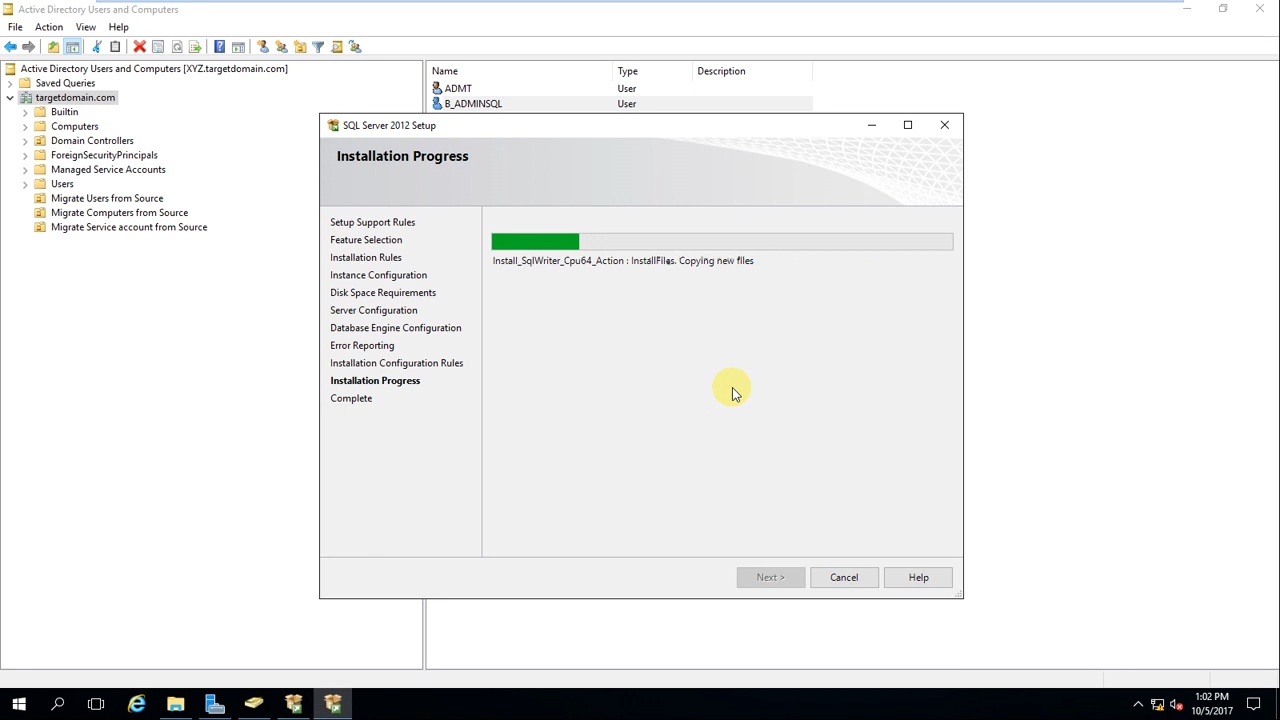 Active Directory Users and Computers
File Action View Help
Active Directory Users and Computers [XYZ.targetdomain.com]
Saved Queries
targetdomain.com
Builtin
Computers
Domain Controllers
ForeignSecurityPrincipals
Managed Service Accounts
Users
Migrate Users from Source
Migrate Computers from Source
Migrate Service account from Source
Name Type Description
ADMT User
B_ADMINSQL User
SQL Server 2012 Setup
Installation Progress
Setup Support Rules
Feature Selection
Installation Rules
Instance Configuration
Disk Space Requirements
Server Configuration
Database Engine Configuration
Error Reporting
Installation Configuration Rules
Installation Progress
Complete
Install_SqlWriter_Cpu64_Action : InstallFiles. Copying new files
Next > Cancel Help
1:02 PM
10/5/2017